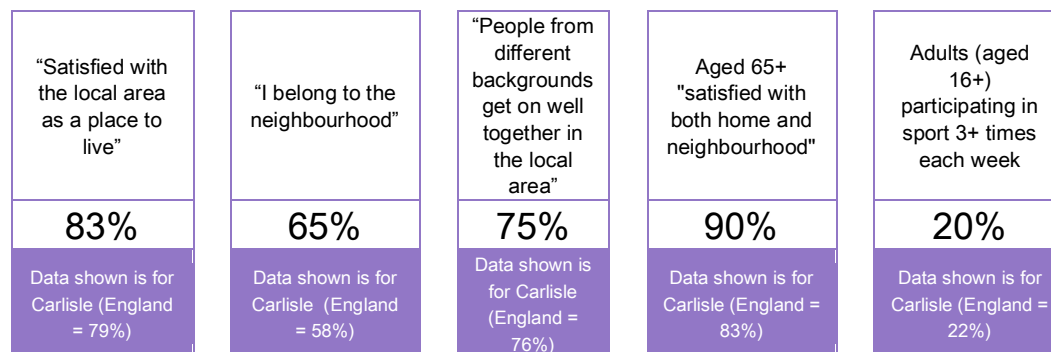 “Satisfied with
the local area
as a place to
live”
83%
Data shown is for
Carlisle (England
= 79%)
“I belong to the
neighbourhood”
65%
Data shown is for
Carlisle  (England
= 58%)
“People from
different
backgrounds
get on well
together in
the local
area”
75%
Data shown is
for Carlisle
(England =
76%)
Aged 65+
"satisfied with
both home and
neighbourhood"
90%
Data shown is for
Carlisle (England =
83%)
Adults (aged
16+)
participating in
sport 3+ times
each week
20%
Data shown is for
Carlisle (England =
22%)